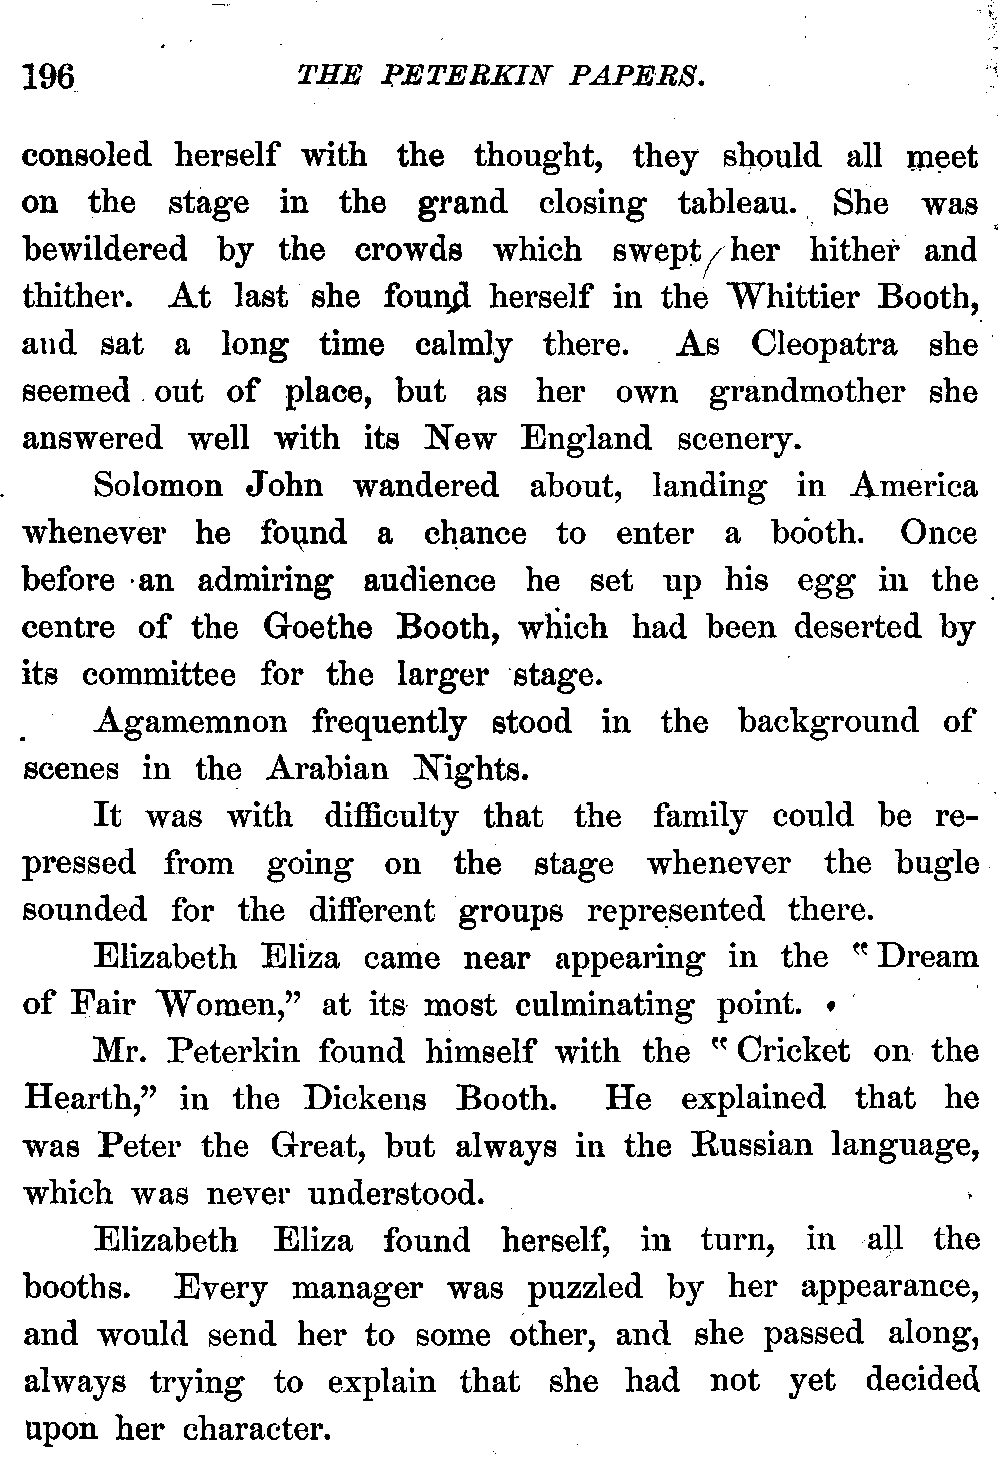 196 THE PETERKIN PAPERS.
consoled herself with the thought, they should all meet
on the stage in the grand closing tableau. She was
bewildered by the crowds which swept her hither and
thither. At last she found herself in the Whittier Booth,
and sat a long time calmly there. As Cleopatra she
seemed out of place, but as her own grandmother she
answered well with its New England scenery.
Solomon John wandered about, landing in America
whenever he found a chance to enter a booth. Once
before an admiring audience he set up his egg in the
centre of the Goethe Booth, which had been deserted by
its committee for the larger stage.
Agamemnon frequently stood in the background of
scenes in the Arabian Nights.
It was with difficulty that the family could be re-
pressed from going on the stage whenever the bugle
sounded for the different groups represented there.
Elizabeth Eliza came near appearing in the "Dream
of Fair Women," at its most culminating point.
Mr. Peterkin found himself with the "Cricket on the
Hearth," in the Dickens Booth. He explained that he
was Peter the Great, but always in the Russian language,
which was never understood.
Elizabeth Eliza found herself, in turn, in all the
booths. Every manager was puzzled by her appearance,
and would send her to some other, and she passed along,
always trying to explain that she had not yet decided
upon her character.